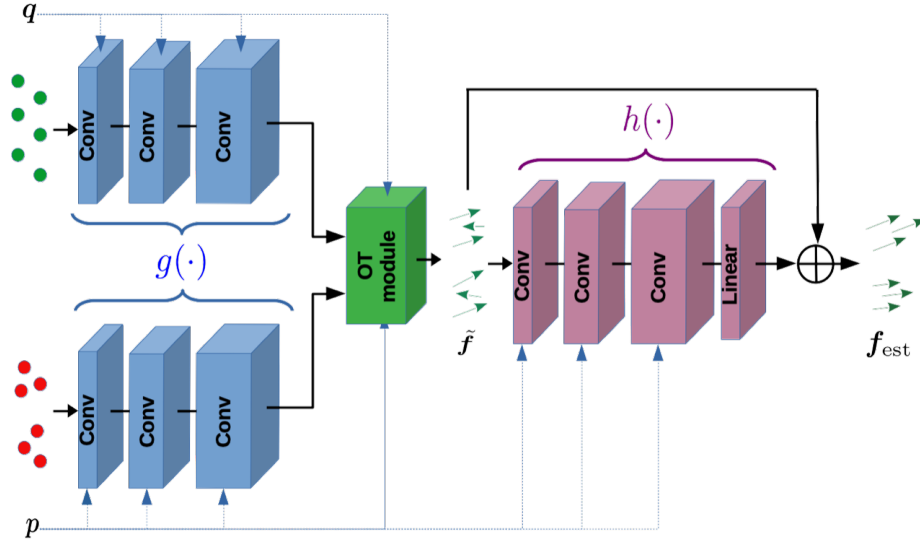 q
Conv
Conv
Conv
g(·)
Conv
Conv
Conv
p
OT
module
f̃
h(·)
Conv
Conv
Conv
Linear
f_est